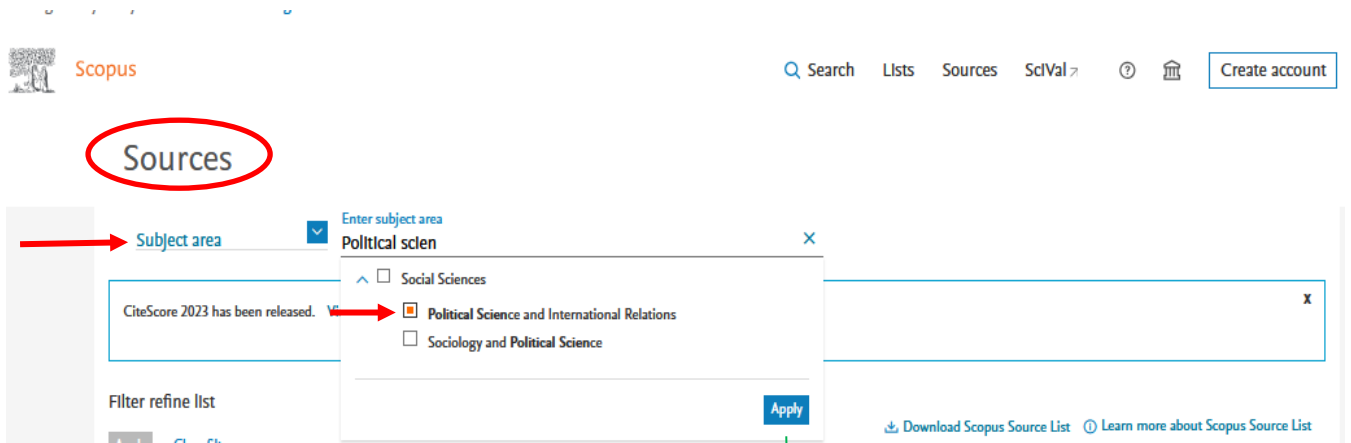 Scopus
Search Lists Sources SciVal Create account
Sources
Enter subject area
Subject area Political scien
Social Sciences
CiteScore 2023 has been released. x
Political Science and International Relations
Sociology and Political Science
Filter refine list
Apply
Download Scopus Source List Learn more about Scopus Source List